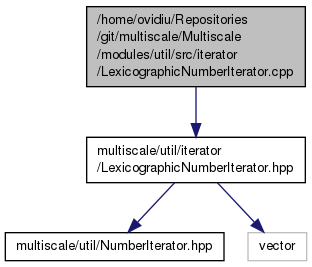 /home/ovidiu/Repositories
/git/multiscale/Multiscale
/modules/util/src/iterator
/LexicographicNumberIterator.cpp
multiscale/util/iterator
/LexicographicNumberIterator.hpp
multiscale/util/NumberIterator.hpp
vector